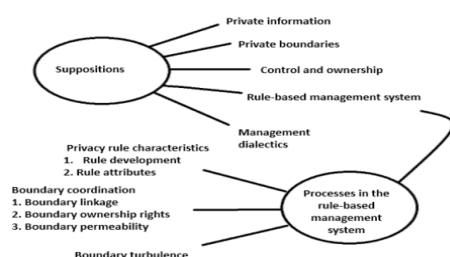 Private information
Private boundaries
Suppositions
Control and ownership
Rule-based management system
Management
dialectics
Privacy rule characteristics
1. Rule development
2. Rule attributes
Boundary coordination
1. Boundary linkage
2. Boundary ownership rights
3. Boundary permeability
Processes in the
rule-based
management
system
Boundary turbulence